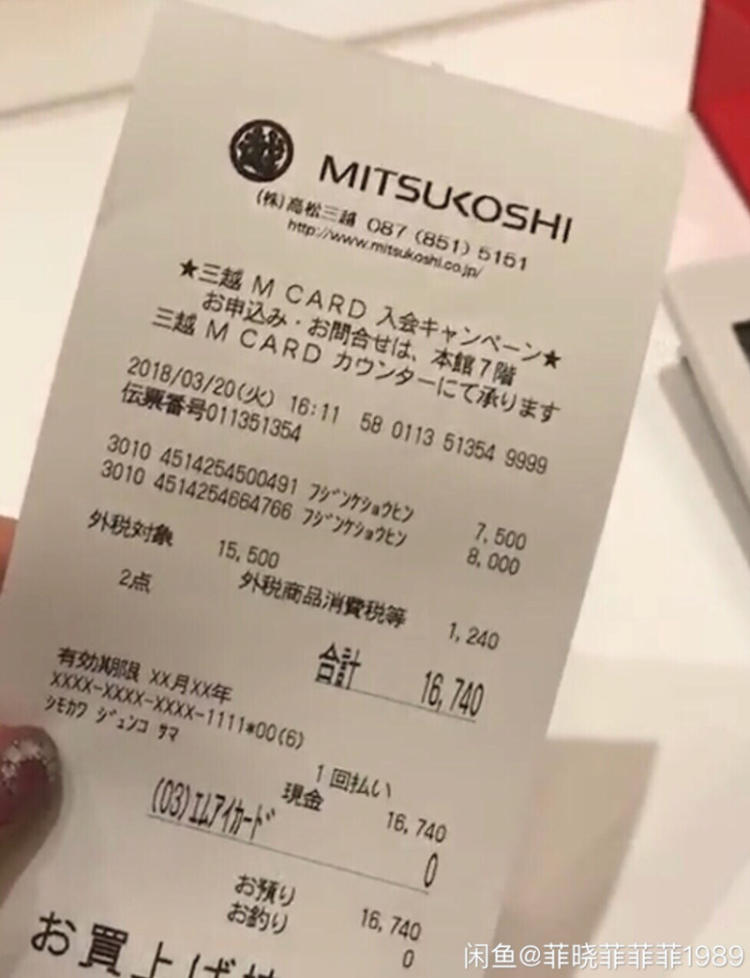 MITSUKOSHI
(株)高松三越 087 (851) 5151
http://www.mitsukoshi.co.jp/
★三越 M CARD 入会キャンペーン★
お申込み・お問合せは、本館7階
三越 M CARD カウンターにて承ります
2018/03/20(火) 16:11 58 0113 51354 9999
伝票番号011351354
3010 4514254500491 フジンケショウヒン 7,500
3010 4514254664766 フジンケショウヒン 8,000
外税対象 15,500
2点 外税商品消費税等 1,240
合計 16,740
有効期限 XX月XX年
XXXX-XXXX-XXXX-1111*00(6)
シモカワ ジュンコ サマ
1回払い 16,740
現金 0
(03)エムアイカード
お預り 16,740
お釣り 0
お買上げ
闲鱼@菲晓菲菲菲1989